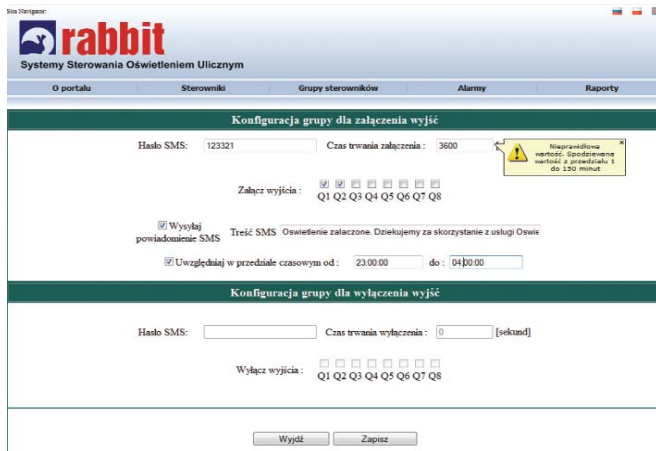 rabbit
Systemy Sterowania Oświetleniem Ulicznym
O portalu Sterowniki Grupy sterowników Alarmy Raporty
Konfiguracja grupy dla załączenia wyjść
Hasło SMS: 123321 Czas trwania załączenia : 3600
Nieprawidłowa wartość. Spodziewana
wartość z przedziału 1
do 150 minut
Załącz wyjścia :
Q1 Q2 Q3 Q4 Q5 Q6 Q7 Q8
Wysyłaj
powiadomienie SMS
Treść SMS Oswietlenie zalaczone. Dziekujemy za skorzystanie z uslugi Oswie
Uwzględniaj w przedziale czasowym od : 23:00:00 do : 04:00:00
Konfiguracja grupy dla wyłączenia wyjść
Hasło SMS: Czas trwania wyłączenia : 0 [sekund]
Wyłącz wyjścia :
Q1 Q2 Q3 Q4 Q5 Q6 Q7 Q8
Wyjdź Zapisz